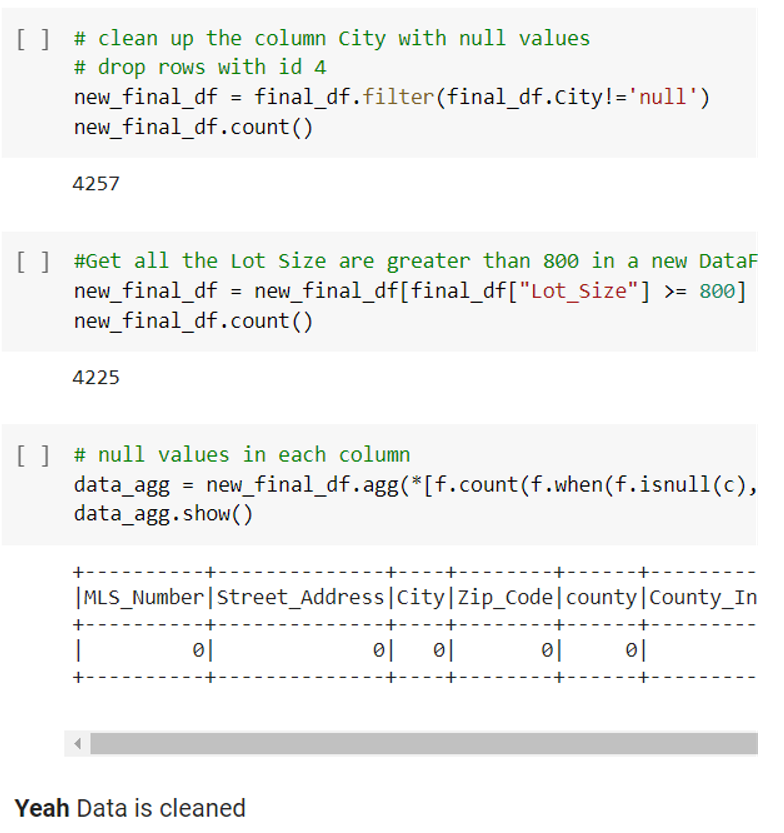 [ ] # clean up the column City with null values
# drop rows with id 4
new_final_df = final_df.filter(final_df.City!='null')
new_final_df.count()
4257
[ ] #Get all the Lot Size are greater than 800 in a new DataF
new_final_df = new_final_df[final_df["Lot_Size"] >= 800]
new_final_df.count()
4225
[ ] # null values in each column
data_agg = new_final_df.agg(*[f.count(f.when(f.isnull(c),
data_agg.show()
+----------+--------------+----+--------+------+---------
|MLS_Number|Street_Address|City|Zip_Code|county|County_In
+----------+--------------+----+--------+------+---------
|         0|             0|   0|       0|     0|
+----------+--------------+----+--------+------+---------
Yeah Data is cleaned